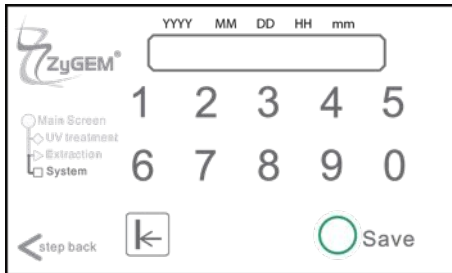 YYYY MM DD HH mm
ZyGEM®
1 2 3 4 5
Main Screen
UV treatment
Extraction
System
6 7 8 9 0
step back
Save